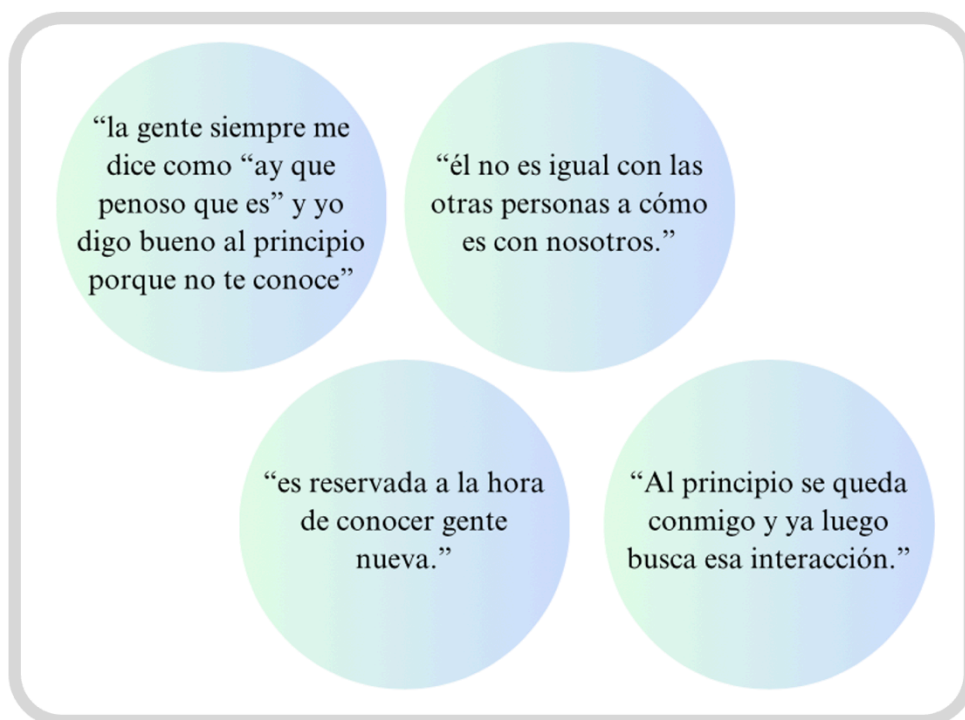 “la gente siempre me
dice como “ay que
penoso que es” y yo
digo bueno al principio
porque no te conoce”
“él no es igual con las
otras personas a cómo
es con nosotros.”
“es reservada a la hora
de conocer gente
nueva.”
“Al principio se queda
conmigo y ya luego
busca esa interacción.”